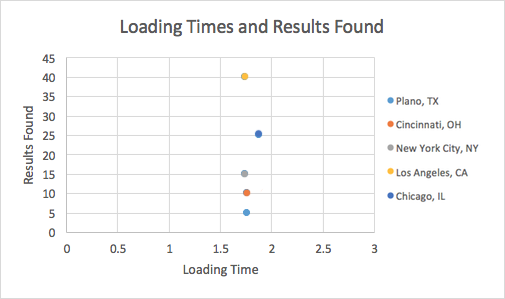 Loading Times and Results Found
45
40
35
30
25
20
15
10
5
0
Results Found
0 0.5 1 1.5 2 2.5 3
Loading Time
Plano, TX
Cincinnati, OH
New York City, NY
Los Angeles, CA
Chicago, IL